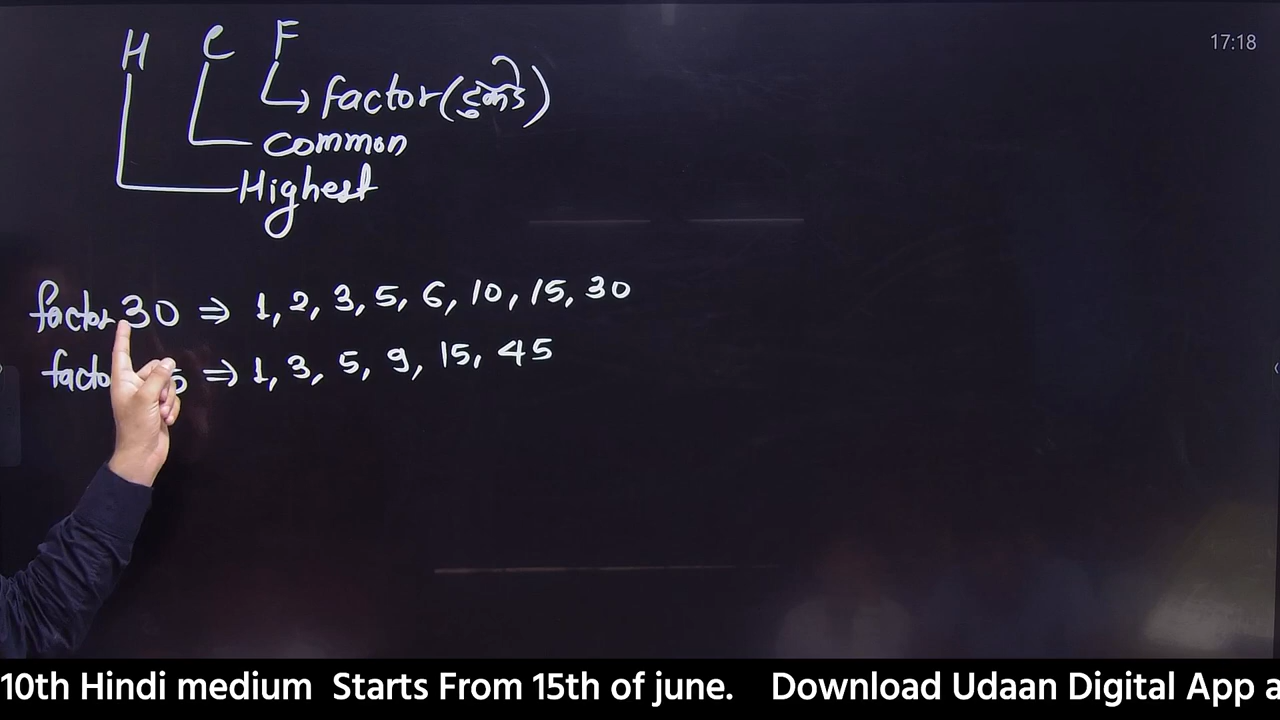 H C F
17:18
factor (टुकड़े)
Common
Highest
factor 30 ⇒ 1, 2, 3, 5, 6, 10, 15, 30
⇒ 1, 3, 5, 9, 15, 45
10th Hindi medium Starts From 15th of june. Download Udaan Digital App